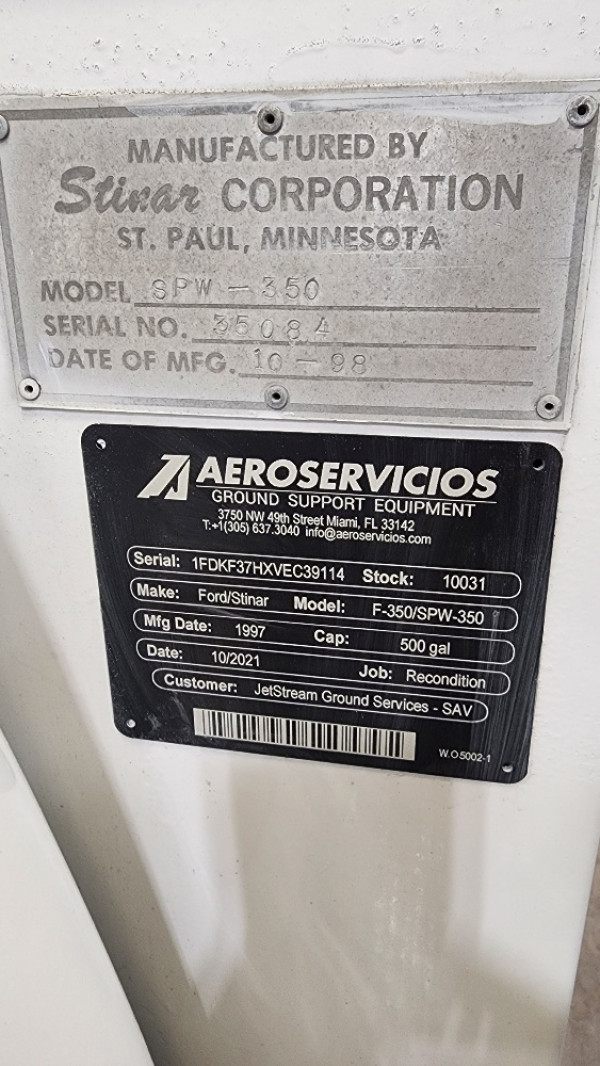 MANUFACTURED BY
Stinar CORPORATION
ST. PAUL, MINNESOTA
MODEL SPW - 350
SERIAL NO. 35084
DATE OF MFG. 10 - 98
AEROSERVICIOS
GROUND SUPPORT EQUIPMENT
3750 NW 49th Street Miami, FL 33142
T:+1(305) 637.3040 info@aeroservicios.com
Serial: 1FDKF37HXVEC39114 Stock: 10031
Make: Ford/Stinar Model: F-350/SPW-350
Mfg Date: 1997 Cap: 500 gal
Date: 10/2021 Job: Recondition
Customer: JetStream Ground Services - SAV
W.O5002-1